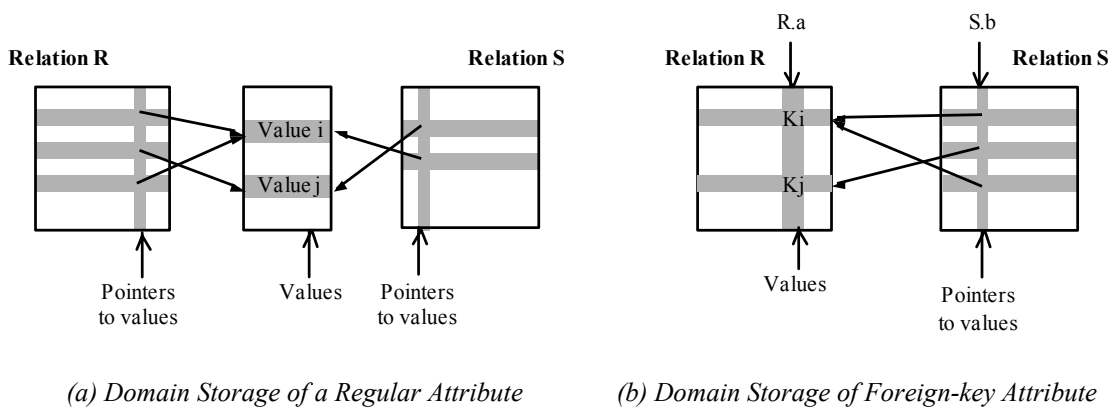 R.a
S.b
Relation R
Relation S
Relation R
Relation S
Value i
Value j
Ki
Kj
Pointers
to values
Values
Pointers
to values
Values
Pointers
to values
(a) Domain Storage of a Regular Attribute
(b) Domain Storage of Foreign-key Attribute